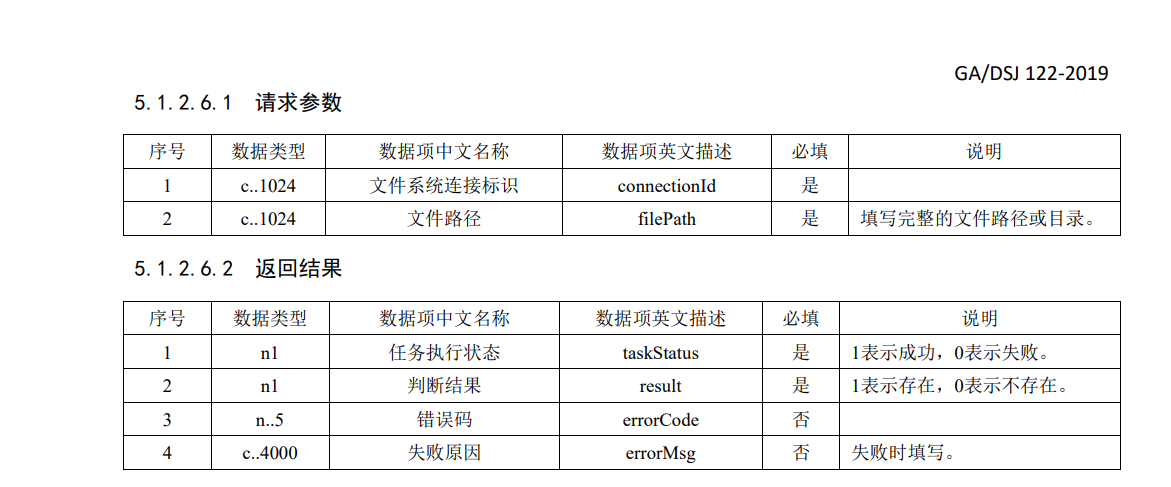 GA/DSJ 122-2019
5.1.2.6.1 请求参数
序号 数据类型 数据项中文名称 数据项英文描述 必填 说明
1 c..1024 文件系统连接标识 connectionId 是
2 c..1024 文件路径 filePath 是 填写完整的文件路径或目录。
5.1.2.6.2 返回结果
序号 数据类型 数据项中文名称 数据项英文描述 必填 说明
1 n1 任务执行状态 taskStatus 是 1表示成功，0表示失败。
2 n1 判断结果 result 是 1表示存在，0表示不存在。
3 n..5 错误码 errorCode 否
4 c..4000 失败原因 errorMsg 否 失败时填写。